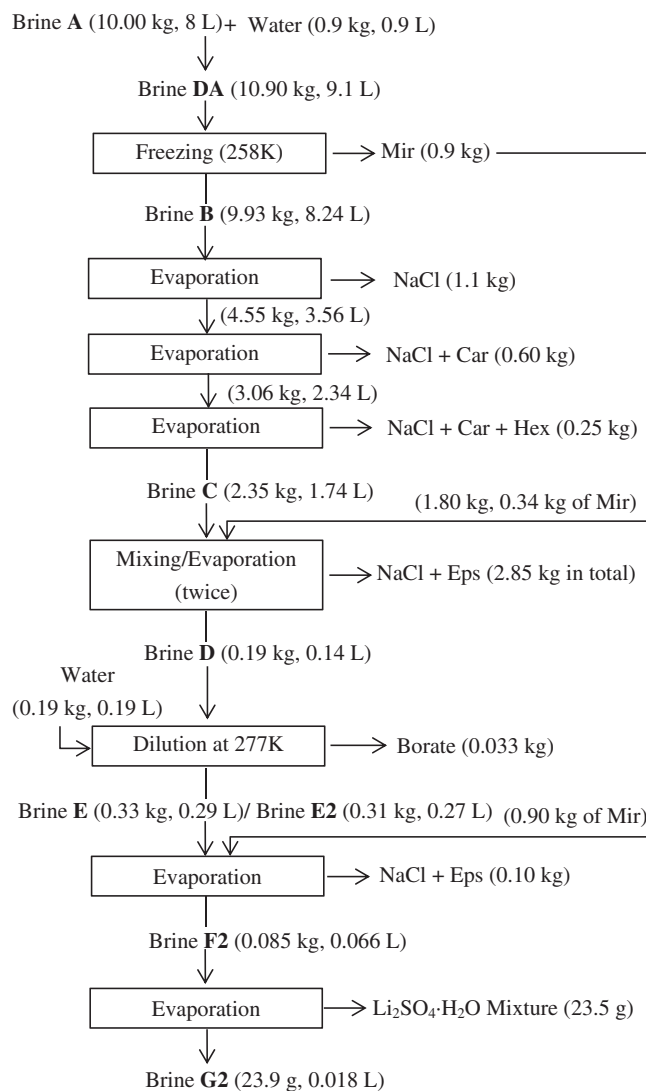 Brine A (10.00 kg, 8 L)+ Water (0.9 kg, 0.9 L)
Brine DA (10.90 kg, 9.1 L)
Freezing (258K)
Mir (0.9 kg)
Brine B (9.93 kg, 8.24 L)
Evaporation
NaCl (1.1 kg)
(4.55 kg, 3.56 L)
Evaporation
NaCl + Car (0.60 kg)
(3.06 kg, 2.34 L)
Evaporation
NaCl + Car + Hex (0.25 kg)
Brine C (2.35 kg, 1.74 L)
(1.80 kg, 0.34 kg of Mir)
Mixing/Evaporation
(twice)
NaCl + Eps (2.85 kg in total)
Brine D (0.19 kg, 0.14 L)
Water
(0.19 kg, 0.19 L)
Dilution at 277K
Borate (0.033 kg)
Brine E (0.33 kg, 0.29 L)/ Brine E2 (0.31 kg, 0.27 L)
(0.90 kg of Mir)
Evaporation
NaCl + Eps (0.10 kg)
Brine F2 (0.085 kg, 0.066 L)
Evaporation
Li₂SO₄·H₂O Mixture (23.5 g)
Brine G2 (23.9 g, 0.018 L)